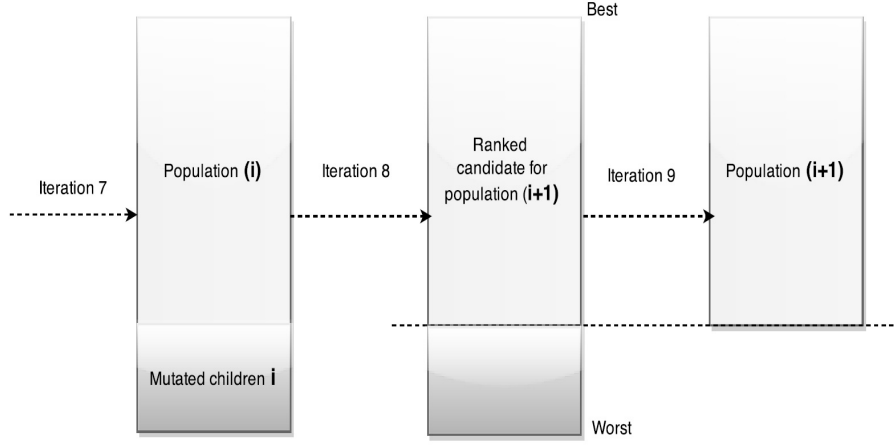 Best
Iteration 7
Population (i)
Iteration 8
Ranked
candidate for
population (i+1)
Iteration 9
Population (i+1)
Mutated children i
Worst